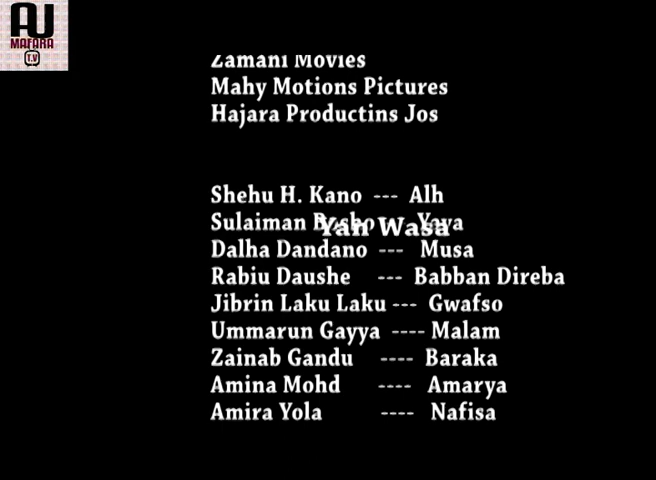 AJ
MAFARA
T.V
Zamani Movies
Mahy Motions Pictures
Hajara Productins Jos
Shehu H. Kano --- Alh
Sulaiman
Yan Wasa
Dalha Dandano --- Musa
Rabiu Daushe --- Babban Direba
Jibrin Laku Laku --- Gwafso
Ummarun Gayya ---- Malam
Zainab Gandu ---- Baraka
Amina Mohd ---- Amarya
Amira Yola ---- Nafisa